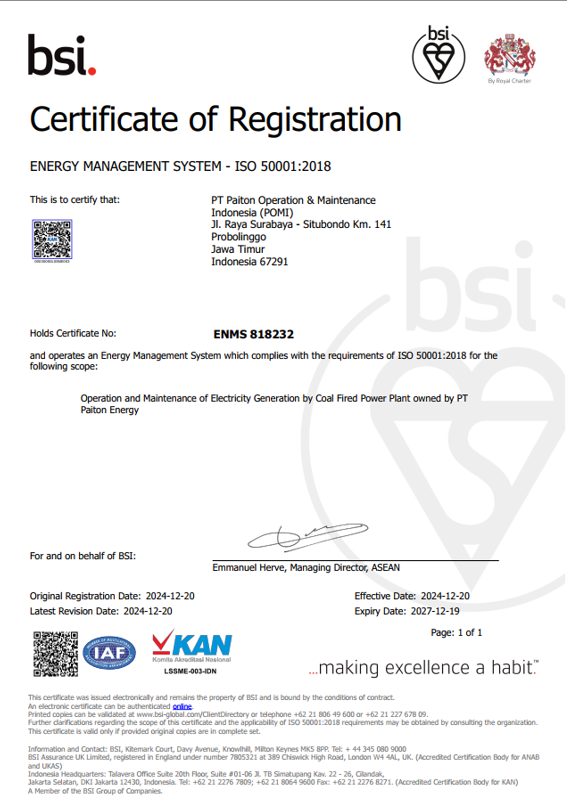 bsi.
bsi
By Royal Charter
Certificate of Registration
ENERGY MANAGEMENT SYSTEM - ISO 50001:2018
This is to certify that:
PT Paiton Operation & Maintenance
Indonesia (POMI)
Jl. Raya Surabaya - Situbondo Km. 141
Probolinggo
Jawa Timur
Indonesia 67291
KAN
bsi
Holds Certificate No:
ENMS 818232
and operates an Energy Management System which complies with the requirements of ISO 50001:2018 for the
following scope:
Operation and Maintenance of Electricity Generation by Coal Fired Power Plant owned by PT
Paiton Energy
For and on behalf of BSI:
Emmanuel Herve, Managing Director, ASEAN
Original Registration Date: 2024-12-20
Effective Date: 2024-12-20
Latest Revision Date: 2024-12-20
Expiry Date: 2027-12-19
Page: 1 of 1
IAF
KAN
Komite Akreditasi Nasional
LSSME-003-IDN
...making excellence a habit.™
This certificate was issued electronically and remains the property of BSI and is bound by the conditions of contract.
An electronic certificate can be authenticated online.
Printed copies can be validated at www.bsi-global.com/ClientDirectory or telephone +62 21 806 49 600 or +62 21 227 678 09.
Further clarifications regarding the scope of this certificate and the applicability of ISO 50001:2018 requirements may be obtained by consulting the organization.
This certificate is valid only if provided original copies are in complete set.
Information and Contact: BSI, Kitemark Court, Davy Avenue, Knowlhill, Milton Keynes MK5 8PP. Tel: + 44 345 080 9000
BSI Assurance UK Limited, registered in England under number 7805321 at 389 Chiswick High Road, London W4 4AL, UK. (Accredited Certification Body for ANAB
and UKAS)
Indonesia Headquarters: Talavera Office Suite 20th Floor, Suite #01-06 Jl. TB Simatupang Kav. 22 - 26, Cilandak,
Jakarta Selatan, DKI Jakarta 12430, Indonesia. Tel: +62 21 2276 7809; +62 21 8064 9600 Fax: +62 21 2276 8271. (Accredited Certification Body for KAN)
A Member of the BSI Group of Companies.